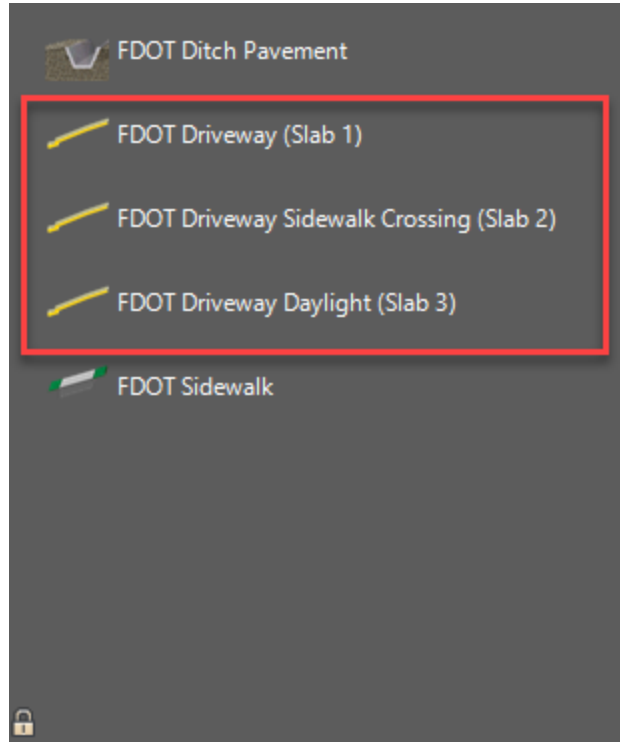 FDOT Ditch Pavement
FDOT Driveway (Slab 1)
FDOT Driveway Sidewalk Crossing (Slab 2)
FDOT Driveway Daylight (Slab 3)
FDOT Sidewalk